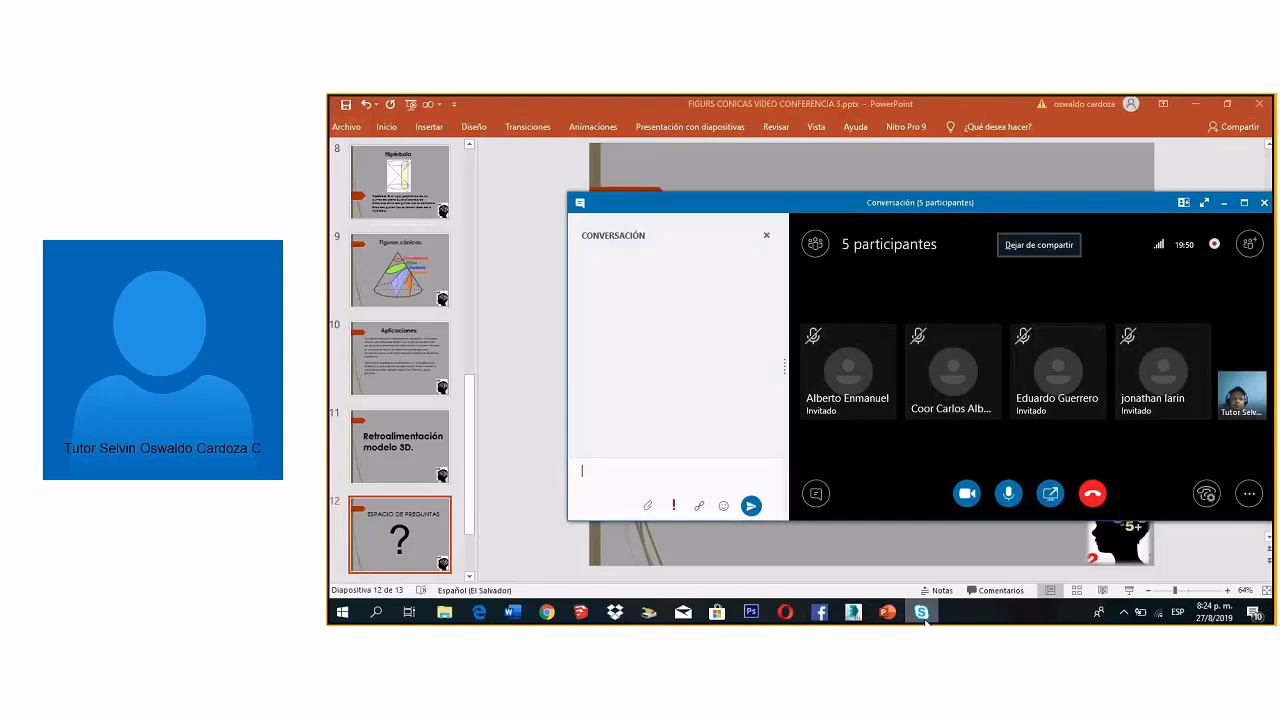 Tutor Selvin Oswaldo Cardoza C
FIGURS CONICAS VIDEO CONFERENCIA 3.pptx - PowerPoint
oswaldo cardoza
Archivo Inicio Insertar Diseño Transiciones Animaciones Presentación con diapositivas Revisar Vista Ayuda Nitro Pro 9 ¿Qué desea hacer? Compartir
8
Hipérbola
9
Figuras cónicas.
10
Aplicaciones.
11
Retroalimentación
modelo 3D.
12
ESPACIO DE PREGUNTAS
?
Conversación (5 participantes)
CONVERSACIÓN
5 participantes
Dejar de compartir
19:50
Alberto Enmanuel
Invitado
Coor Carlos Alb...
Eduardo Guerrero
Invitado
jonathan larin
Invitado
Tutor Selv...
5+
?
Diapositiva 12 de 13 Español (El Salvador) Notas Comentarios 64%
Ps
ESP
8:24 p. m.
27/8/2019
10